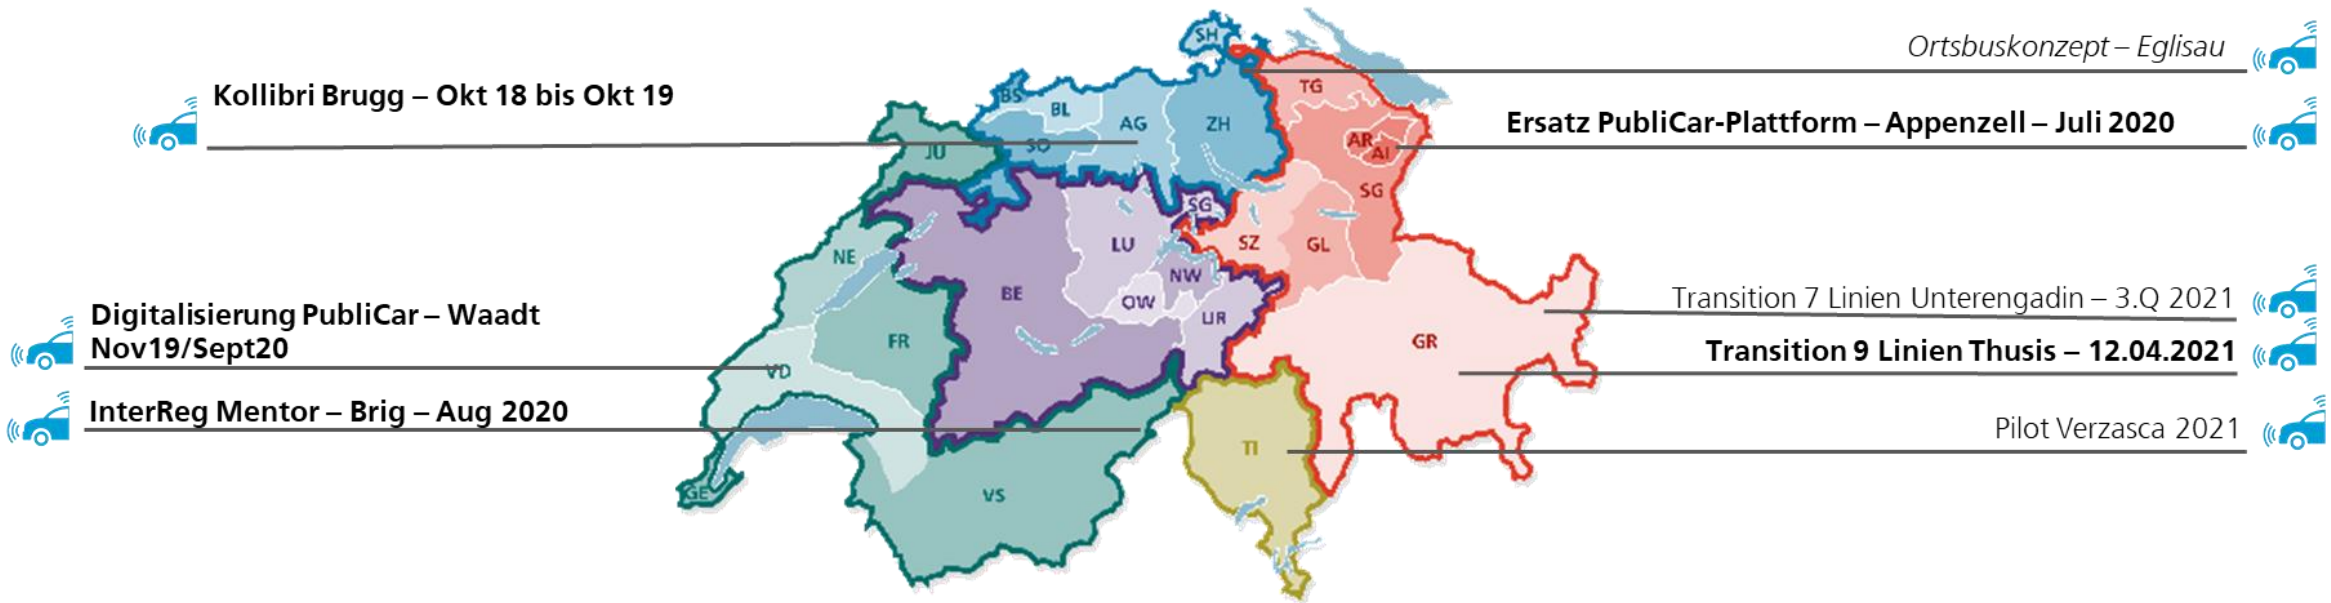 Kollibri Brugg – Okt 18 bis Okt 19
Digitalisierung PubliCar – Waadt
Nov19/Sept20
InterReg Mentor – Brig – Aug 2020
Ortsbuskonzept – Eglisau
Ersatz PubliCar-Plattform – Appenzell – Juli 2020
Transition 7 Linien Unterengadin – 3.Q 2021
Transition 9 Linien Thusis – 12.04.2021
Pilot Verzasca 2021
SH
BS
BL
AG
ZH
TG
SO
JU
AR
AI
SG
SG
NE
LU
SZ
GL
NW
BE
OW
UR
FR
GR
VD
TI
GE
VS